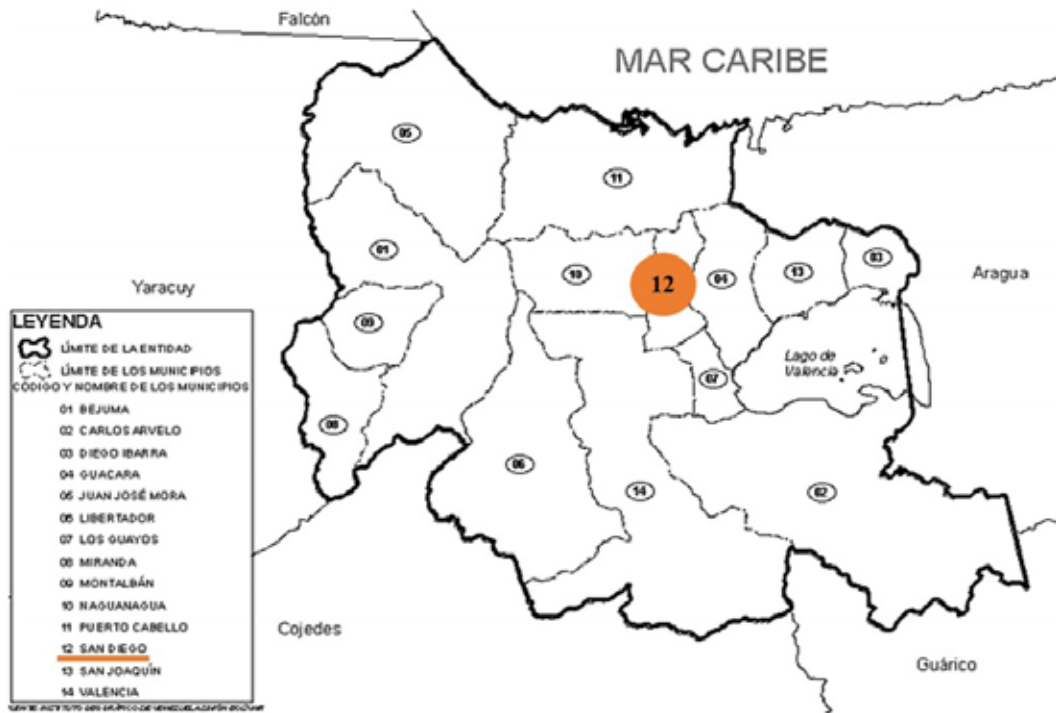 Falcón
MAR CARIBE
05
11
01
10
12
04
13
03
Aragua
Yaracuy
09
Lago de
Valencia
07
08
06
14
02
Cojedes
Guárico
LEYENDA
LÍMITE DE LA ENTIDAD
LÍMITE DE LOS MUNICIPIOS
CÓDIGO Y NOMBRE DE LOS MUNICIPIOS
01 BEJUMA
02 CARLOS ARVELO
03 DIEGO IBARRA
04 GUACARA
05 JUAN JOSÉ MORA
06 LIBERTADOR
07 LOS GUAYOS
08 MIRANDA
09 MONTALBÁN
10 NAGUANAGUA
11 PUERTO CABELLO
12 SAN DIEGO
13 SAN JOAQUÍN
14 VALENCIA